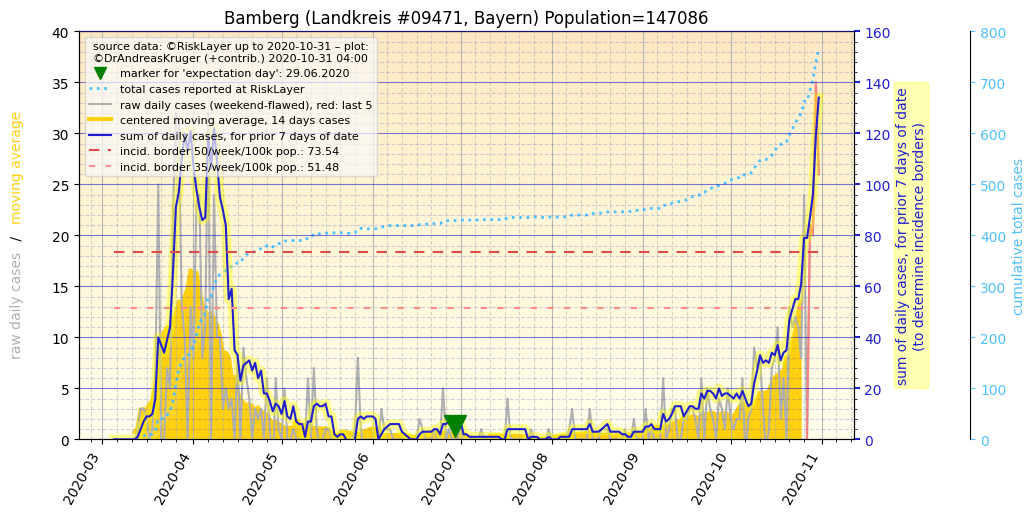 Bamberg (Landkreis #09471, Bayern) Population=147086
source data: ©RiskLayer up to 2020-10-31 – plot:
©DrAndreasKruger (+contrib.) 2020-10-31 04:00
marker for 'expectation day': 29.06.2020
total cases reported at RiskLayer
raw daily cases (weekend-flawed), red: last 5
centered moving average, 14 days cases
sum of daily cases, for prior 7 days of date
incid. border 50/week/100k pop.: 73.54
incid. border 35/week/100k pop.: 51.48
raw daily cases / moving average
40
35
30
25
20
15
10
5
0
160
140
120
100
80
60
40
20
0
sum of daily cases, for prior 7 days of date
(to determine incidence borders)
800
700
600
500
400
300
200
100
0
cumulative total cases
2020-03
2020-04
2020-05
2020-06
2020-07
2020-08
2020-09
2020-10
2020-11